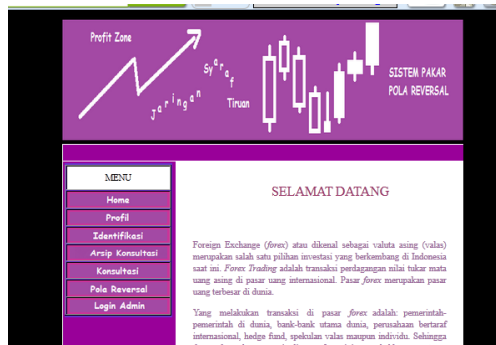 Profit Zone
Jaringan Syaraf Tiruan
SISTEM PAKAR
POLA REVERSAL
MENU
Home
Profil
Identifikasi
Arsip Konsultasi
Konsultasi
Pola Reversal
Login Admin
SELAMAT DATANG
Foreign Exchange (forex) atau dikenal sebagai valuta asing (valas)
merupakan salah satu pilihan investasi yang berkembang di Indonesia
saat ini. Forex Trading adalah transaksi perdagangan nilai tukar mata
uang asing di pasar uang internasional. Pasar forex merupakan pasar
uang terbesar di dunia.
Yang melakukan transaksi di pasar forex adalah: pemerintah-
pemerintah di dunia, bank-bank utama dunia, perusahaan bertaraf
internasional, hedge fund, spekulan valas maupun individu. Sehingga